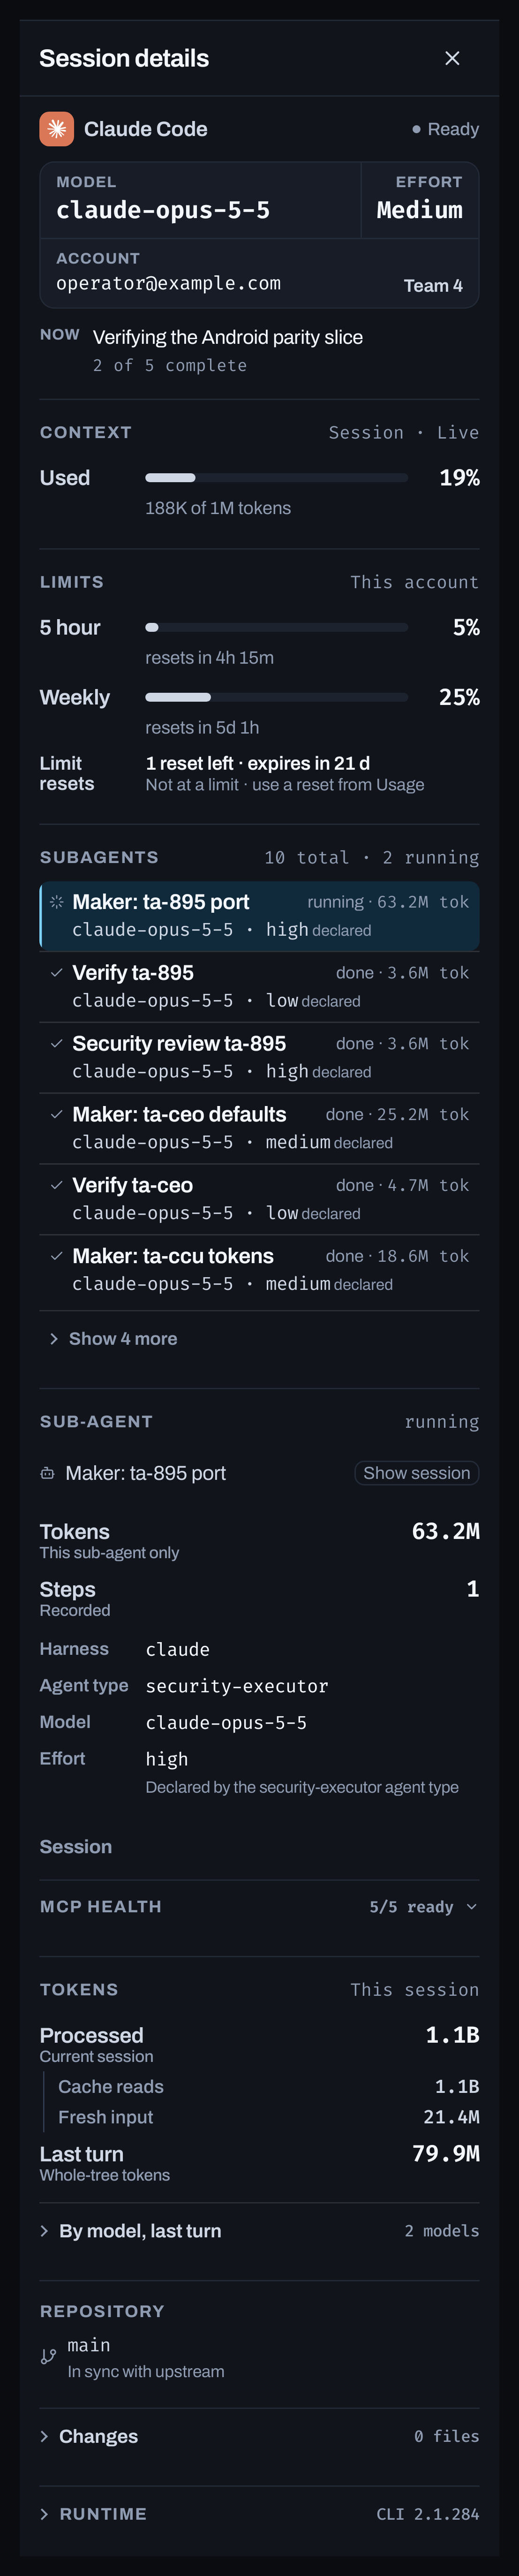 Session details
Claude Code
Ready
MODEL
EFFORT
claude-opus-5-5
Medium
ACCOUNT
operator@example.com
Team 4
NOW
Verifying the Android parity slice
2 of 5 complete
CONTEXT
Session · Live
Used
19%
188K of 1M tokens
LIMITS
This account
5 hour
5%
resets in 4h 15m
Weekly
25%
resets in 5d 1h
Limit resets
1 reset left · expires in 21 d
Not at a limit · use a reset from Usage
SUBAGENTS
10 total · 2 running
Maker: ta-895 port
running · 63.2M tok
claude-opus-5-5 · high declared
Verify ta-895
done · 3.6M tok
claude-opus-5-5 · low declared
Security review ta-895
done · 3.6M tok
claude-opus-5-5 · high declared
Maker: ta-ceo defaults
done · 25.2M tok
claude-opus-5-5 · medium declared
Verify ta-ceo
done · 4.7M tok
claude-opus-5-5 · low declared
Maker: ta-ccu tokens
done · 18.6M tok
claude-opus-5-5 · medium declared
Show 4 more
SUB-AGENT
running
Maker: ta-895 port
Show session
Tokens
63.2M
This sub-agent only
Steps
1
Recorded
Harness
claude
Agent type
security-executor
Model
claude-opus-5-5
Effort
high
Declared by the security-executor agent type
Session
MCP HEALTH
5/5 ready
TOKENS
This session
Processed
1.1B
Current session
Cache reads
1.1B
Fresh input
21.4M
Last turn
79.9M
Whole-tree tokens
By model, last turn
2 models
REPOSITORY
main
In sync with upstream
Changes
0 files
RUNTIME
CLI 2.1.284